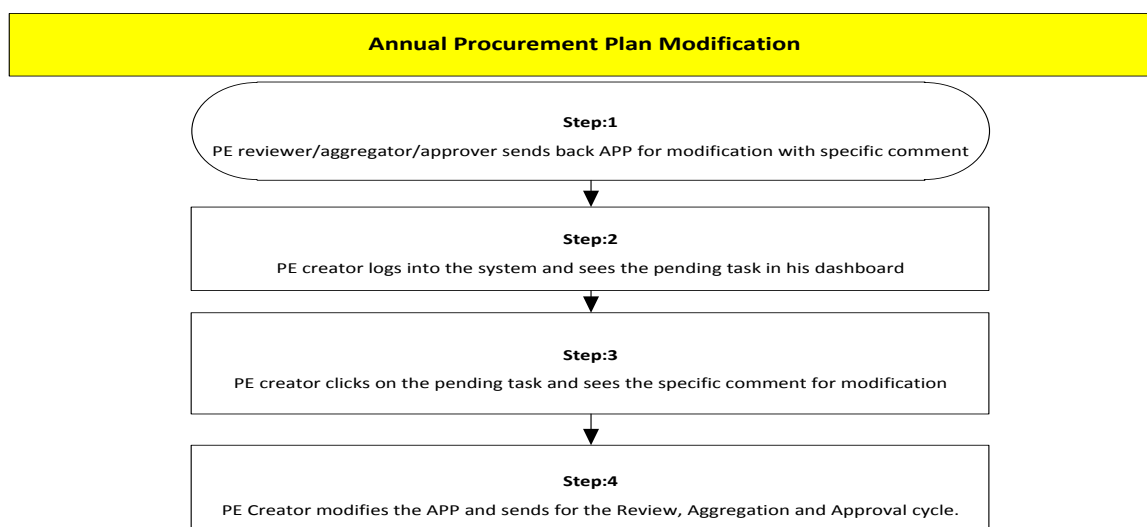 Annual Procurement Plan Modification
Step:1
PE reviewer/aggregator/approver sends back APP for modification with specific comment
Step:2
PE creator logs into the system and sees the pending task in his dashboard
Step:3
PE creator clicks on the pending task and sees the specific comment for modification
Step:4
PE Creator modifies the APP and sends for the Review, Aggregation and Approval cycle.